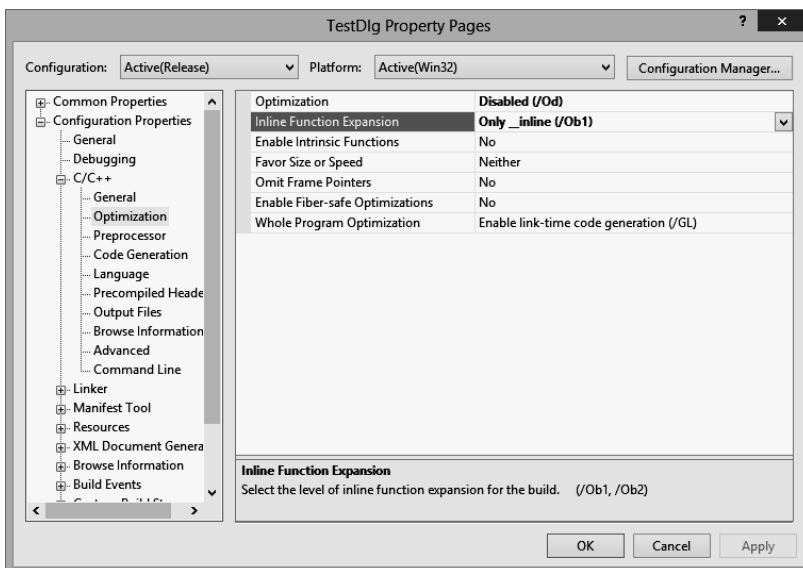 TestDlg Property Pages
?
×
Configuration:
Active(Release)
Platform:
Active(Win32)
Configuration Manager...
Common Properties
Configuration Properties
General
Debugging
C/C++
General
Optimization
Preprocessor
Code Generation
Language
Precompiled Heade
Output Files
Browse Information
Advanced
Command Line
Linker
Manifest Tool
Resources
XML Document Genera
Browse Information
Build Events
Optimization Disabled (/Od)
Inline Function Expansion Only __inline (/Ob1)
Enable Intrinsic Functions No
Favor Size or Speed Neither
Omit Frame Pointers No
Enable Fiber-safe Optimizations No
Whole Program Optimization Enable link-time code generation (/GL)
Inline Function Expansion
Select the level of inline function expansion for the build. (/Ob1, /Ob2)
OK
Cancel
Apply